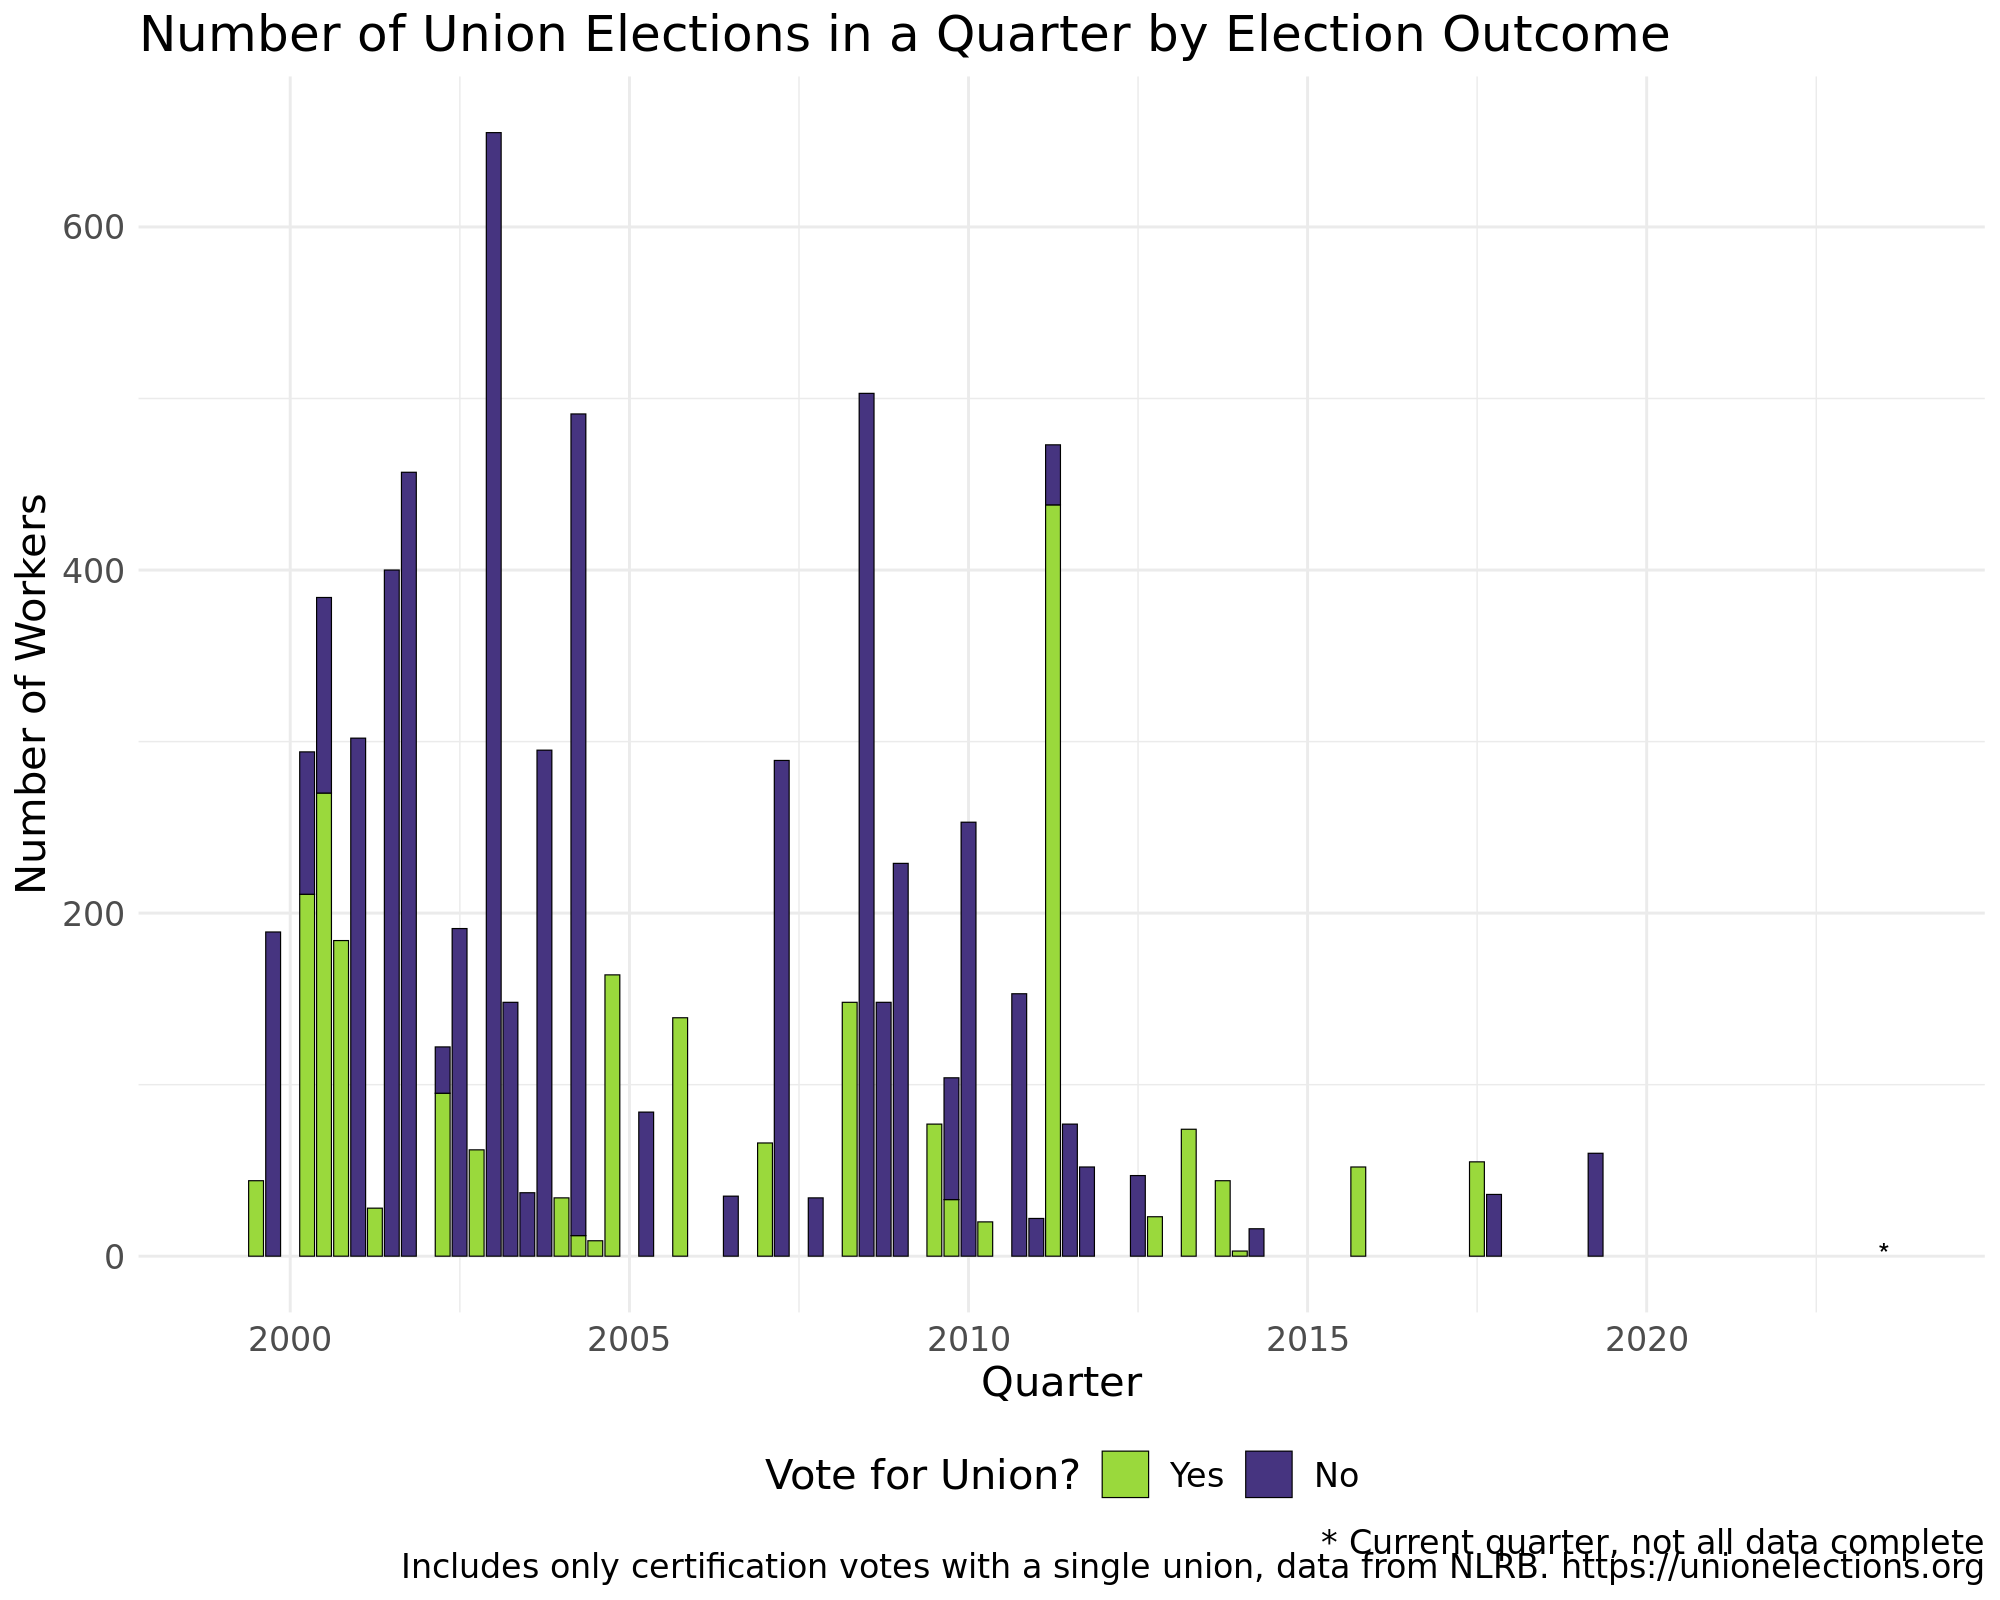 Number of Union Elections in a Quarter by Election Outcome
Number of Workers
600
400
200
0
*
2000 2005 2010 2015 2020
Quarter
Vote for Union? Yes No
* Current quarter, not all data complete
Includes only certification votes with a single union, data from NLRB. https://unionelections.org